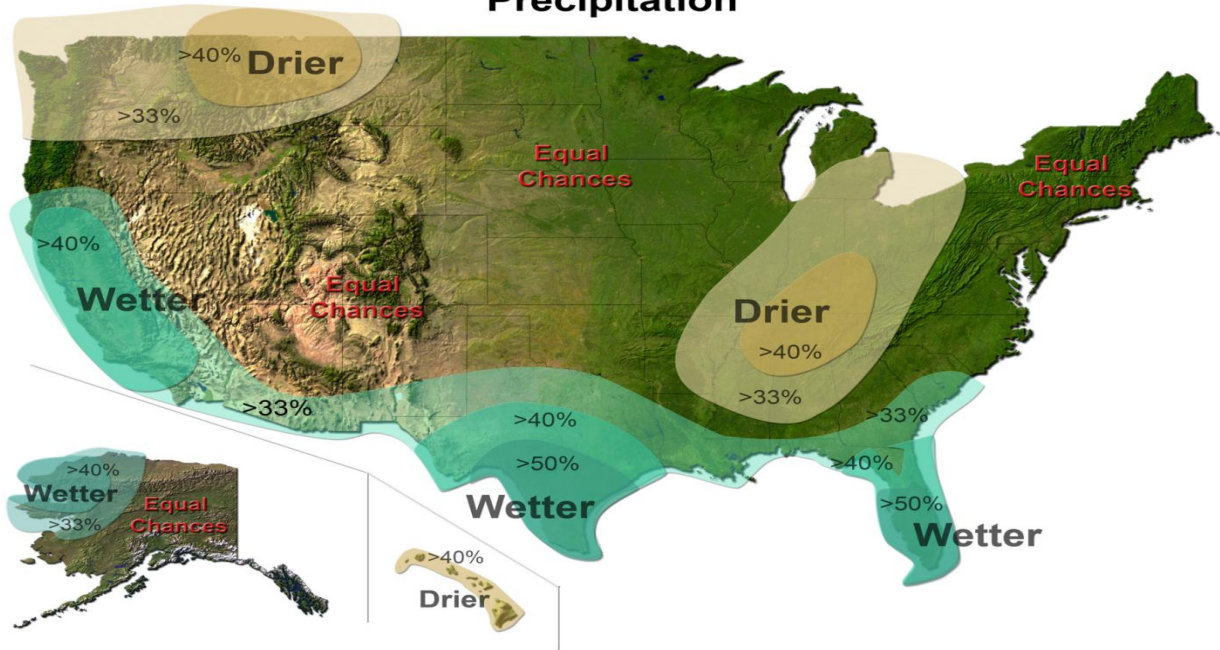 Precipitation
>40% Drier
>33%
Equal
Chances
Equal
Chances
>40%
Wetter
Equal
Chances
Drier
>40%
>33%
>33%
>40%
>33%
>50%
>40%
Wetter
>50%
Wetter
>40%
Wetter
>33%
Equal
Chances
>40%
Drier